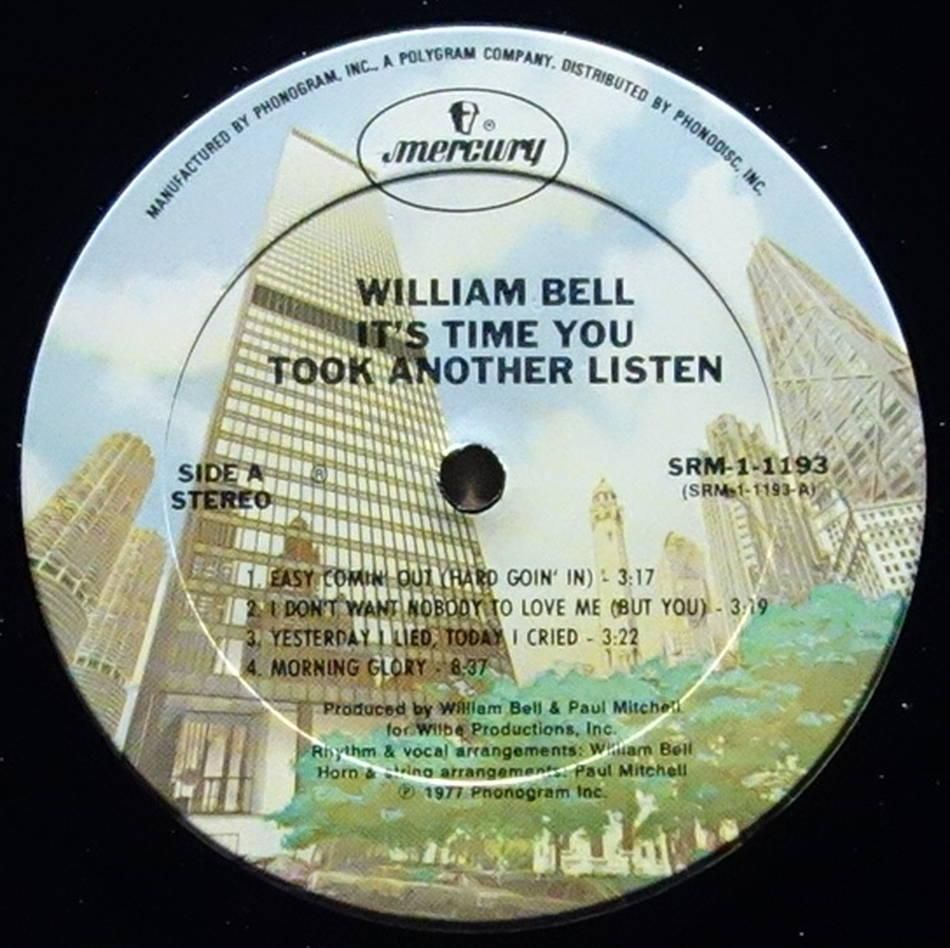 MANUFACTURED BY PHONOGRAM, INC., A POLYGRAM COMPANY. DISTRIBUTED BY PHONODISC, INC.
mercury ®
WILLIAM BELL
IT'S TIME YOU
TOOK ANOTHER LISTEN
SIDE A ℗
STEREO
SRM-1-1193
(SRM-1-1193-A)
1. EASY COMIN' OUT (HARD GOIN' IN) - 3:17
2. I DON'T WANT NOBODY TO LOVE ME (BUT YOU) - 3:19
3. YESTERDAY I LIED, TODAY I CRIED - 3:22
4. MORNING GLORY - 8:37
Produced by William Bell & Paul Mitchell
for Wilbe Productions, Inc.
Rhythm & vocal arrangements: William Bell
Horn & string arrangements: Paul Mitchell
℗ 1977 Phonogram Inc.